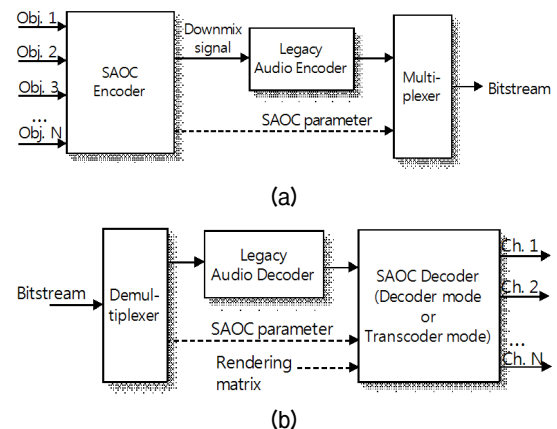 Obj. 1
Obj. 2
Obj. 3
...
Obj. N
SAOC
Encoder
Downmix
signal
Legacy
Audio Encoder
SAOC parameter
Multi-
plexer
Bitstream
(a)
Bitstream
Demul-
tiplexer
Legacy
Audio Decoder
SAOC parameter
Rendering
matrix
SAOC Decoder
(Decoder mode
or
Transcoder mode)
Ch. 1
Ch. 2
...
Ch. N
(b)